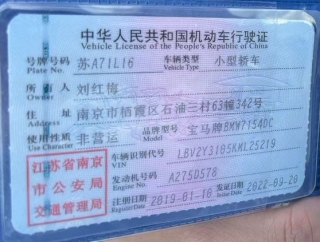 中华人民共和国机动车行驶证
Vehicle License of the People's Republic of China
号牌号码 苏A71L16 车辆类型 小型轿车
Plate No. Vehicle Type
所有人 刘红梅
Owner
住址 南京市栖霞区石油三村63幢342号
Address
使用性质 非营运 品牌型号 宝马牌BMW7154DC
Use Character Model
江苏省南京
市公安局
交通管理局
车辆识别代号 LBV2Y3105KML25219
VIN
发动机号码 A275D578
Engine No.
注册日期 2019-01-16 发证日期 2022-09-20
Register Date Issue Date